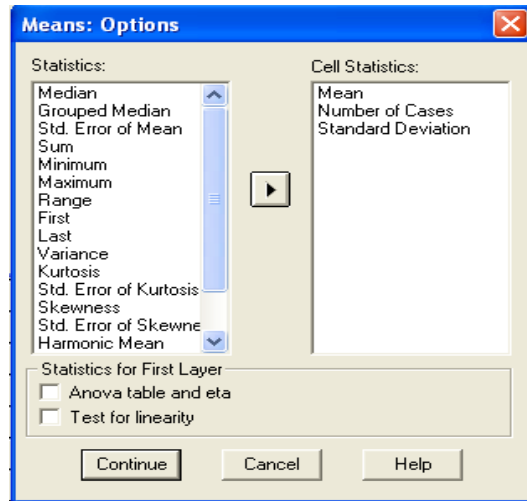 Means: Options
Statistics:
Median
Grouped Median
Std. Error of Mean
Sum
Minimum
Maximum
Range
First
Last
Variance
Kurtosis
Std. Error of Kurtosis
Skewness
Std. Error of Skewne
Harmonic Mean
Cell Statistics:
Mean
Number of Cases
Standard Deviation
Statistics for First Layer
Anova table and eta
Test for linearity
Continue
Cancel
Help